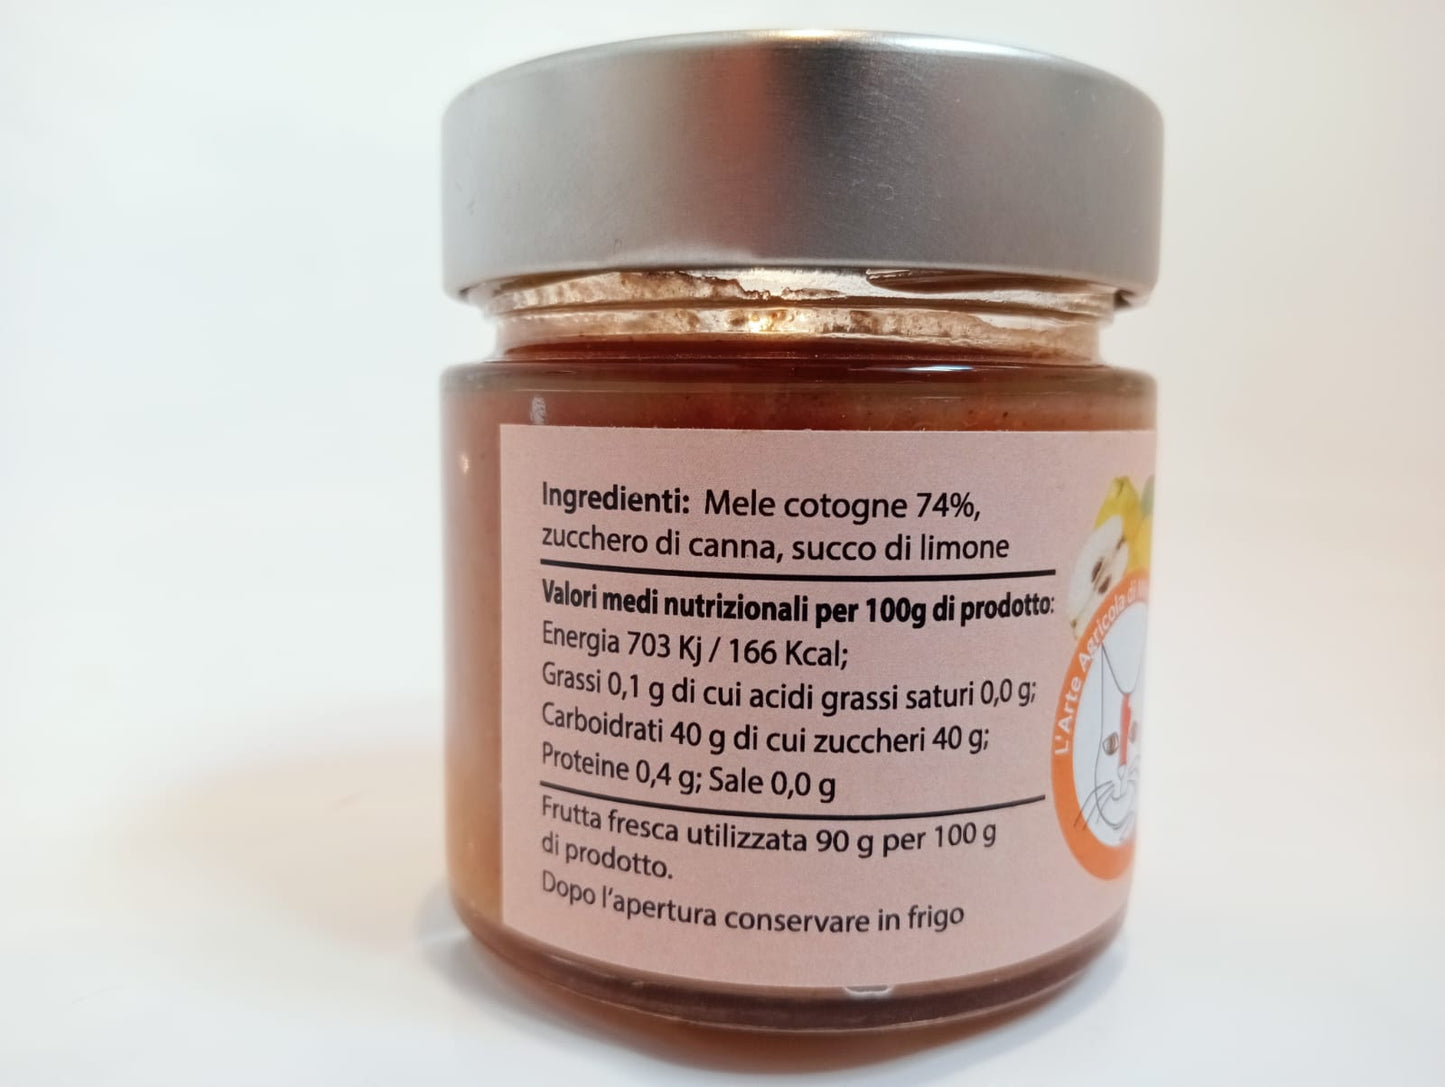 Ingredienti: Mele cotogne 74%,
zucchero di canna, succo di limone
Valori medi nutrizionali per 100g di prodotto:
Energia 703 Kj / 166 Kcal;
Grassi 0,1 g di cui acidi grassi saturi 0,0 g;
Carboidrati 40 g di cui zuccheri 40 g;
Proteine 0,4 g; Sale 0,0 g
Frutta fresca utilizzata 90 g per 100 g
di prodotto.
Dopo l'apertura conservare in frigo
L'Arte Agricola di